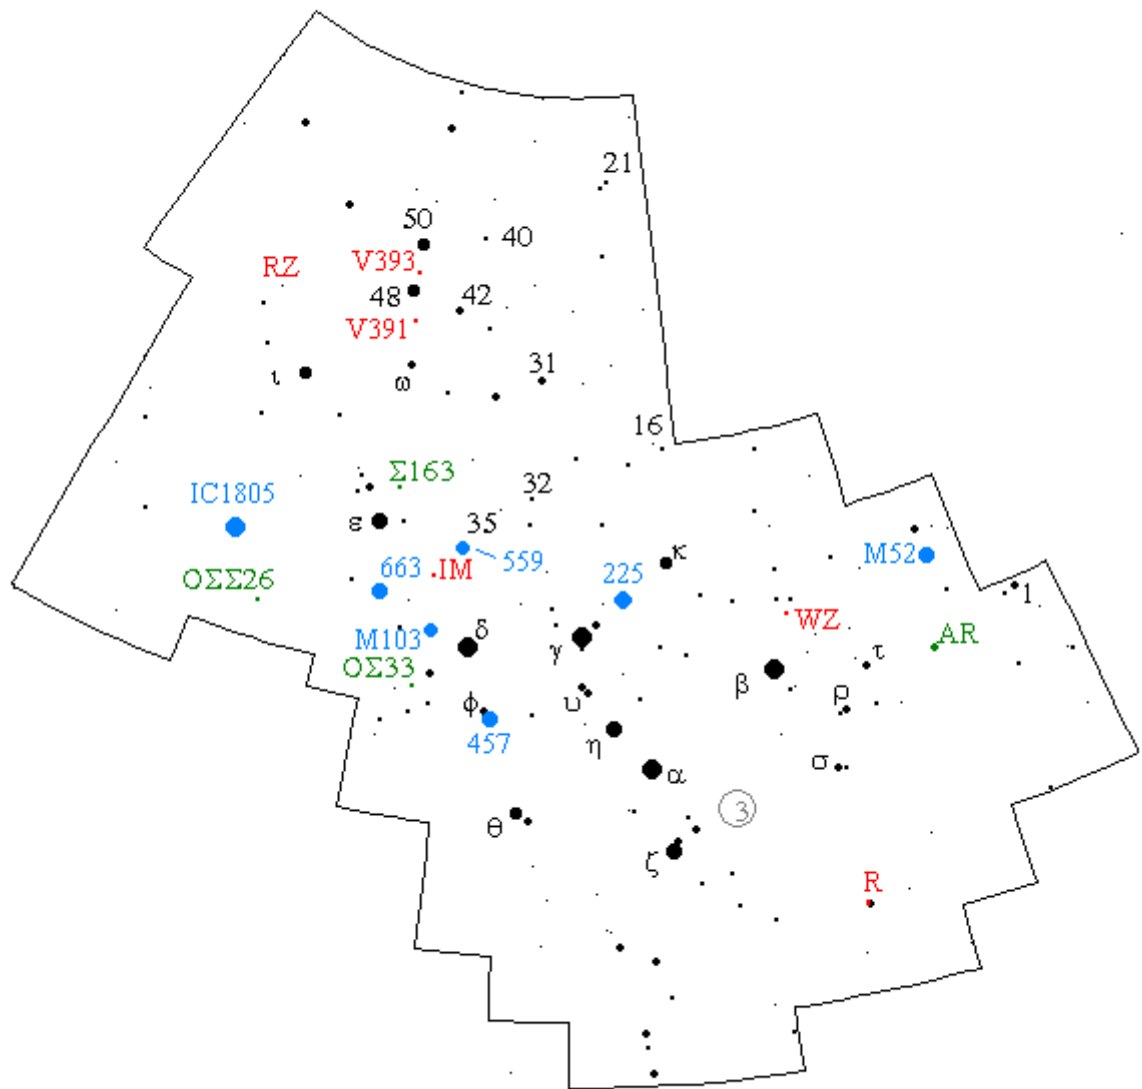 21
50
40
RZ
V393
48
42
V391
ι
ω
31
16
Σ163
32
IC1805
ε
35
559
κ
M52
663
IM
225
1
ΟΣΣ26
WZ
M103
δ
γ
β
τ
AR
ΟΣ33
φ
υ
ρ
457
η
α
σ
3
θ
ζ
R